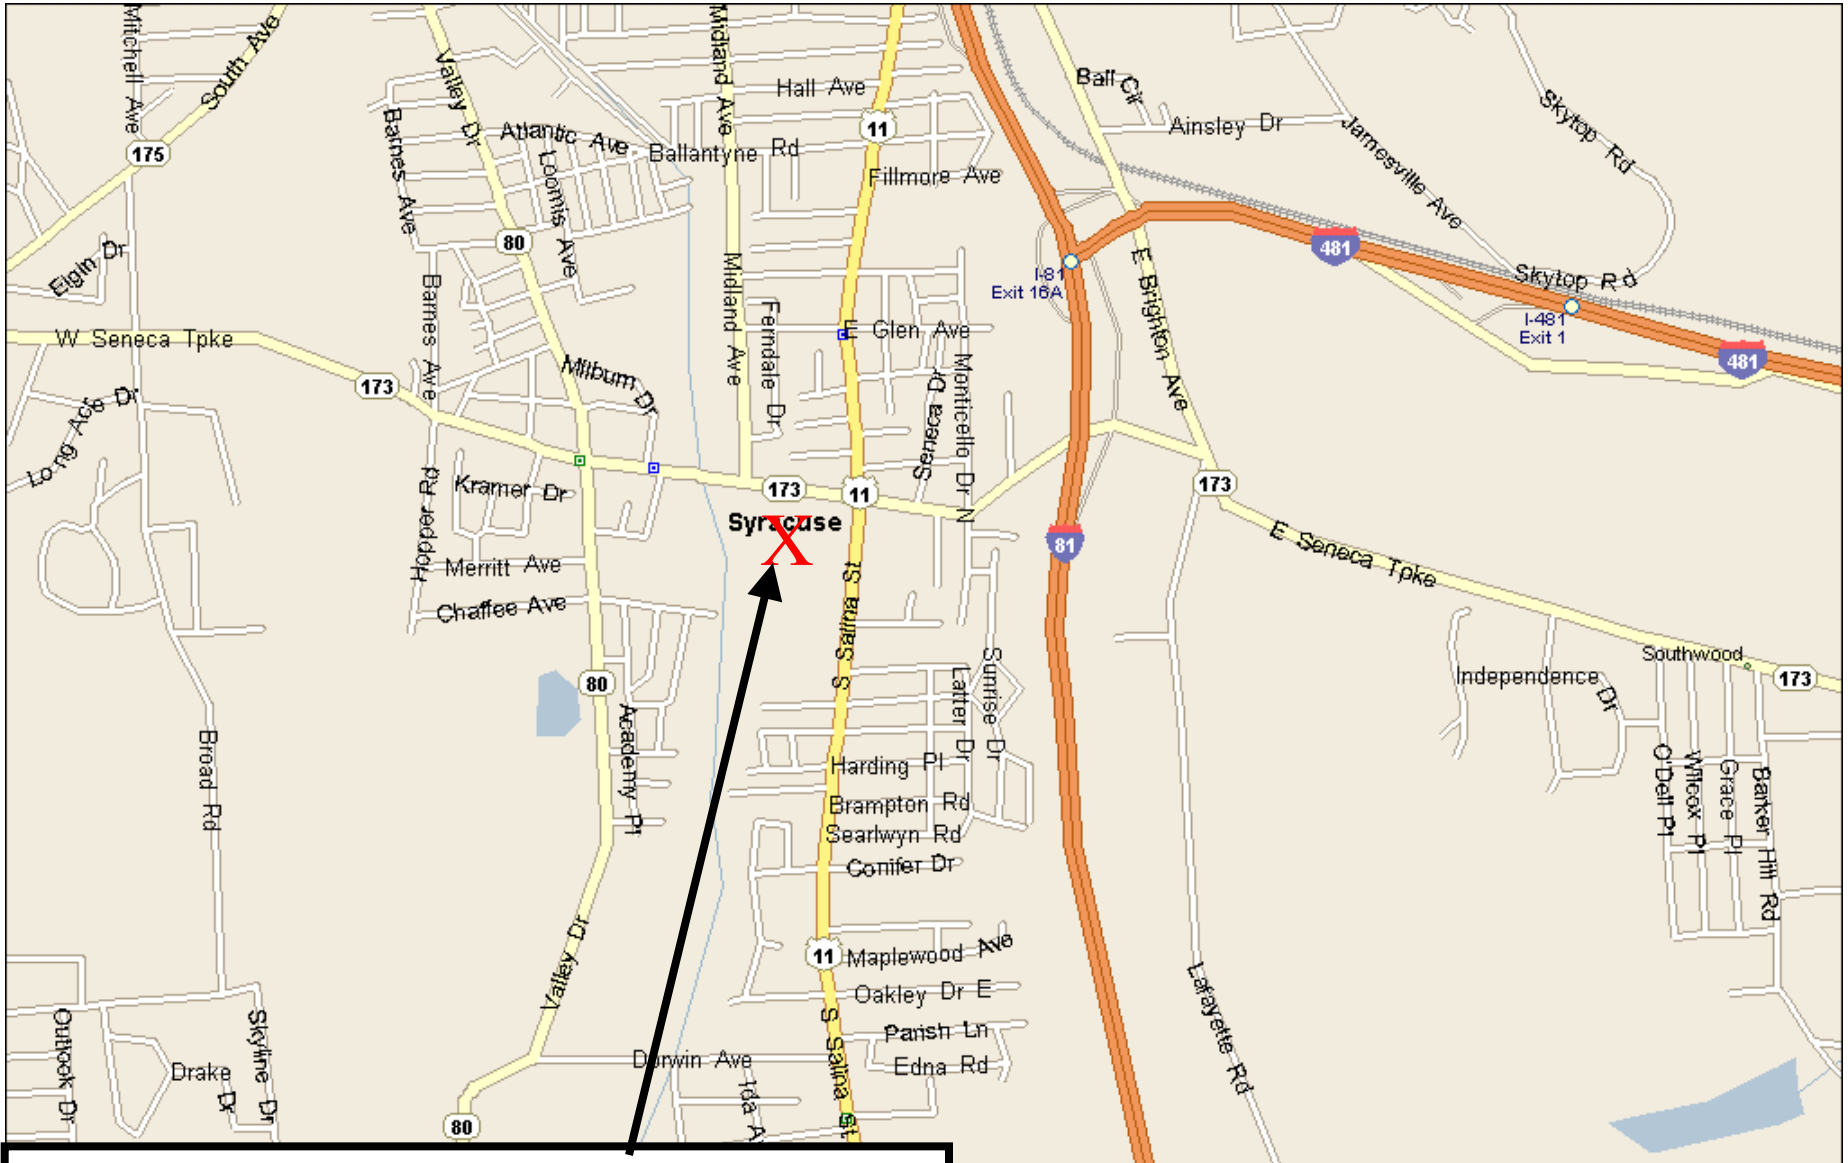 Mitchell Ave
South Ave
Valley Dr
Midland Ave
Hall Ave
Ball Cir
Ainsley Dr
Skytop Rd
Jamesville Ave
11
175
Barnes Ave
Atlantic Ave
Loomis Ave
Ballantyne Rd
Fillmore Ave
80
481
Elgin Dr
I-81
Exit 16A
Skytop Rd
E Brighton Ave
I-481
Exit 1
481
W Seneca Tpke
Barnes Ave
Midland Ave
Ferndale Dr
E Glen Ave
Seneca Dr
Monticello Dr N
Milburn Dr
173
Long Ace Dr
Hopper Rd
Kramer Dr
173
11
173
Syracuse
X
81
E Seneca Tpke
Merritt Ave
Chaffee Ave
S Salina St
80
Academy Pl
Latter Dr
Sunrise Dr
Southwood
173
Independence Dr
Broad Rd
Harding Pl
Brampton Rd
Searlwyn Rd
Conifer Dr
O'Dell Pl
Wilcox Pl
Grace Pl
Barker Hill Rd
Valley Dr
11
Maplewood Ave
Oakley Dr E
Parish Ln
Edna Rd
S Salina St
Lafayette Rd
Outlook Dr
Drake Dr
Skyline Dr
Dorwin Ave
Ida A
80